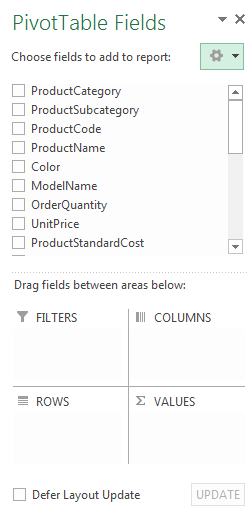 PivotTable Fields
Choose fields to add to report:
ProductCategory
ProductSubcategory
ProductCode
ProductName
Color
ModelName
OrderQuantity
UnitPrice
ProductStandardCost
Drag fields between areas below:
FILTERS
COLUMNS
ROWS
Σ VALUES
Defer Layout Update
UPDATE